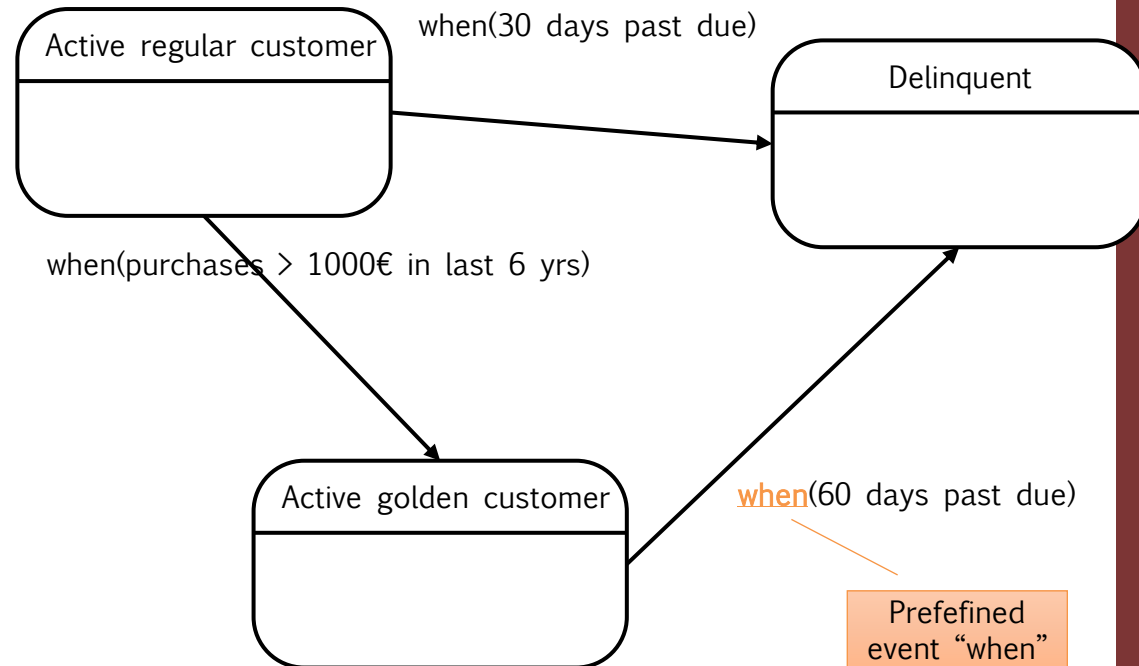 when(30 days past due)
Active regular customer
Delinquent
when(purchases > 1000€ in last 6 yrs)
Active golden customer
when(60 days past due)
Prefefined
event “when”